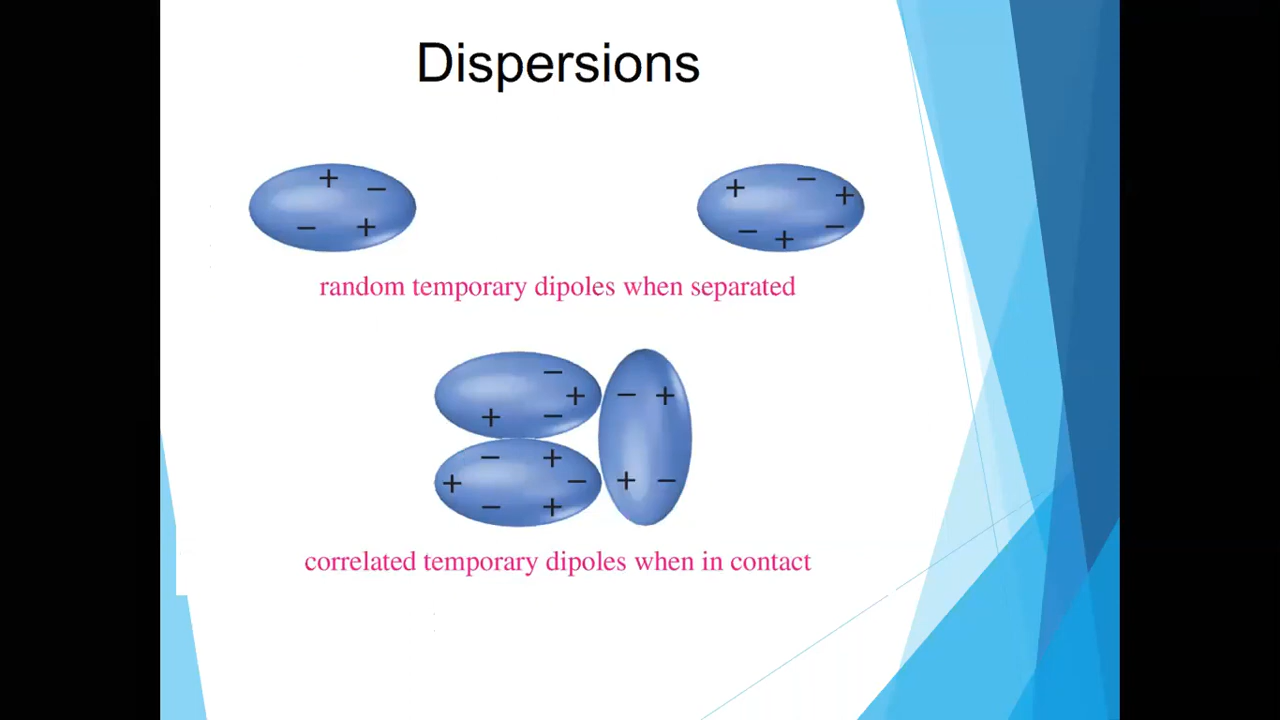 Dispersions
+ − − +
+ − + − + −
random temporary dipoles when separated
− + + −
− + + − − +
− + + −
correlated temporary dipoles when in contact